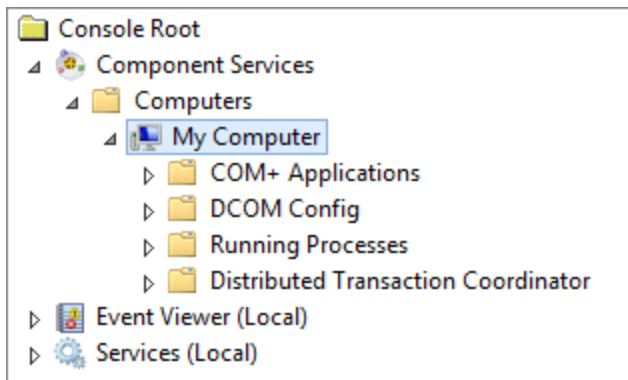 Console Root
Component Services
Computers
My Computer
COM+ Applications
DCOM Config
Running Processes
Distributed Transaction Coordinator
Event Viewer (Local)
Services (Local)